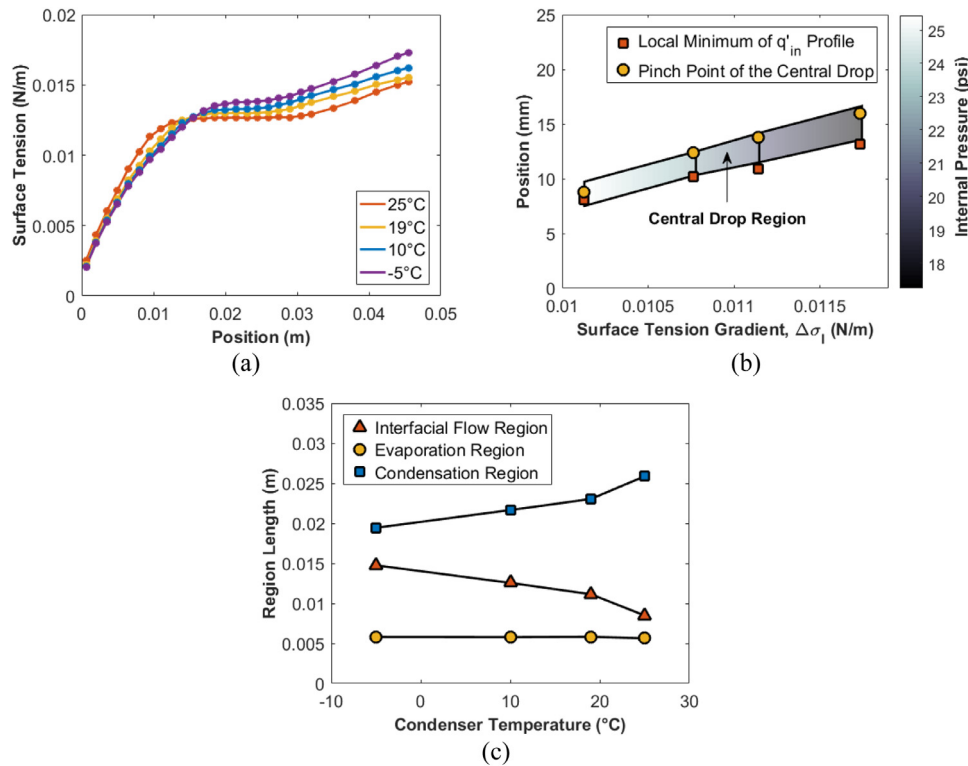 0.02
0.015
0.01
0.005
0
Surface Tension (N/m)
25°C
19°C
10°C
-5°C
0 0.01 0.02 0.03 0.04 0.05
Position (m)
(a)
25
20
15
10
5
0
Position (mm)
Local Minimum of q'in Profile
Pinch Point of the Central Drop
Central Drop Region
0.01 0.0105 0.011 0.0115
Surface Tension Gradient, Δσl (N/m)
25
24
23
22
21
20
19
18
Internal Pressure (psi)
(b)
0.035
0.03
0.025
0.02
0.015
0.01
0.005
0
Region Length (m)
Interfacial Flow Region
Evaporation Region
Condensation Region
-10 0 10 20 30
Condenser Temperature (°C)
(c)